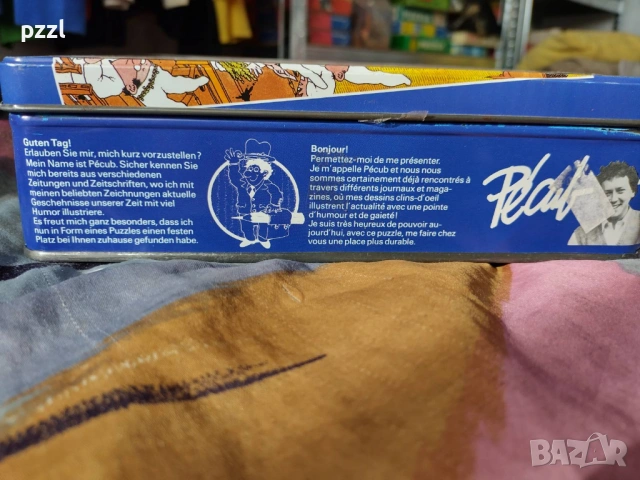 pzzl
Guten Tag!
Erlauben Sie mir, mich kurz vorzustellen?
Mein Name ist Pécub. Sicher kennen Sie
mich bereits aus verschiedenen
Zeitungen und Zeitschriften, wo ich mit
meinen beliebten Zeichnungen aktuelle
Geschehnisse unserer Zeit mit viel
Humor illustriere.
Es freut mich ganz besonders, dass ich
nun in Form eines Puzzles einen festen
Platz bei Ihnen zuhause gefunden habe.
Bonjour!
Permettez-moi de me présenter.
Je m'appelle Pécub et nous nous
sommes certainement déjà rencontrés à
travers différents journaux et maga-
zines, où mes dessins clins-d'oeil
illustrent l'actualité avec une pointe
d'humour et de gaieté!
Je suis très heureux de pouvoir au-
jourd'hui, avec ce puzzle, me faire chez
vous une place plus durable.
Pécub
BAZAR.bg